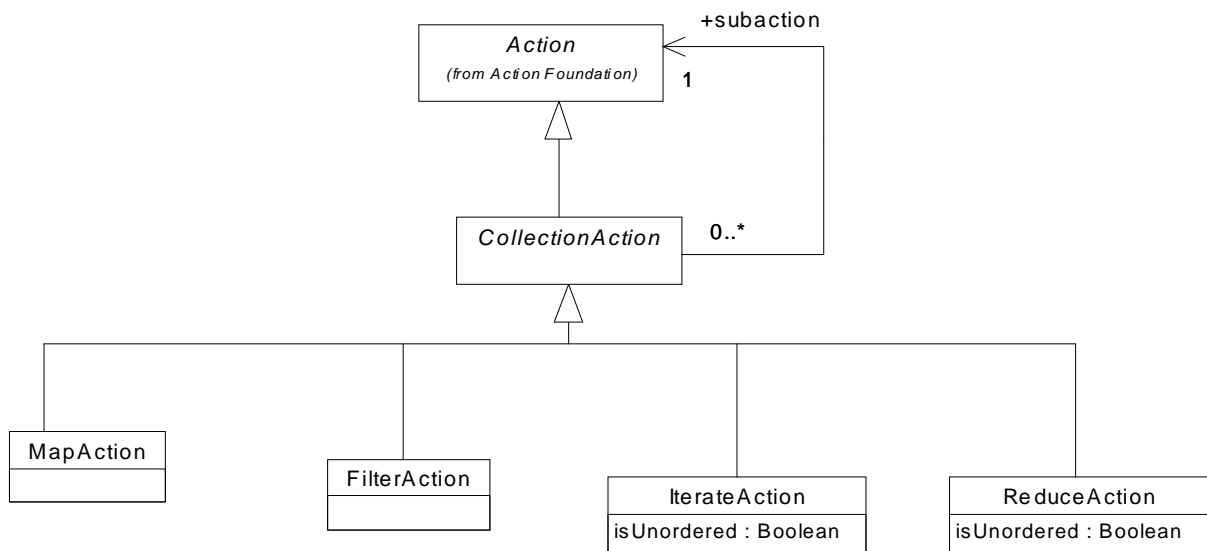 +subaction
Action
(from Action Foundation)
1
CollectionAction
0..*
MapAction
FilterAction
IterateAction
isUnordered : Boolean
ReduceAction
isUnordered : Boolean